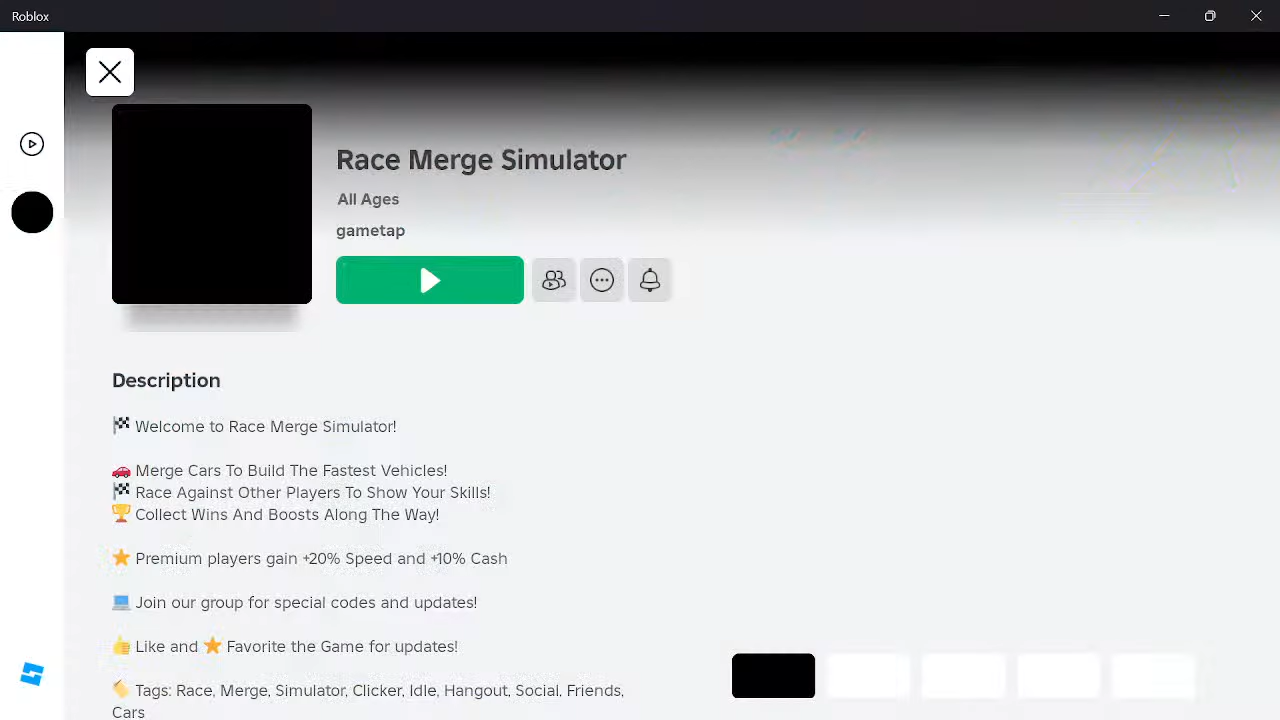 Roblox
Race Merge Simulator
All Ages
gametap
Description
🏁 Welcome to Race Merge Simulator!
🚗 Merge Cars To Build The Fastest Vehicles!
🏁 Race Against Other Players To Show Your Skills!
🏆 Collect Wins And Boosts Along The Way!
⭐ Premium players gain +20% Speed and +10% Cash
💻 Join our group for special codes and updates!
👍 Like and ⭐ Favorite the Game for updates!
🏷️ Tags: Race, Merge, Simulator, Clicker, Idle, Hangout, Social, Friends,
Cars